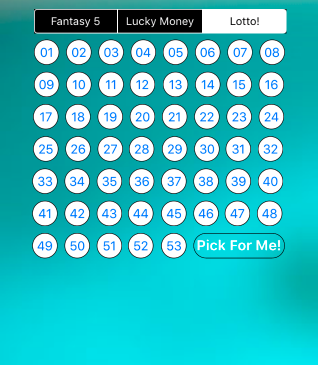 Fantasy 5 Lucky Money Lotto!
01 02 03 04 05 06 07 08
09 10 11 12 13 14 15 16
17 18 19 20 21 22 23 24
25 26 27 28 29 30 31 32
33 34 35 36 37 38 39 40
41 42 43 44 45 46 47 48
49 50 51 52 53 Pick For Me!